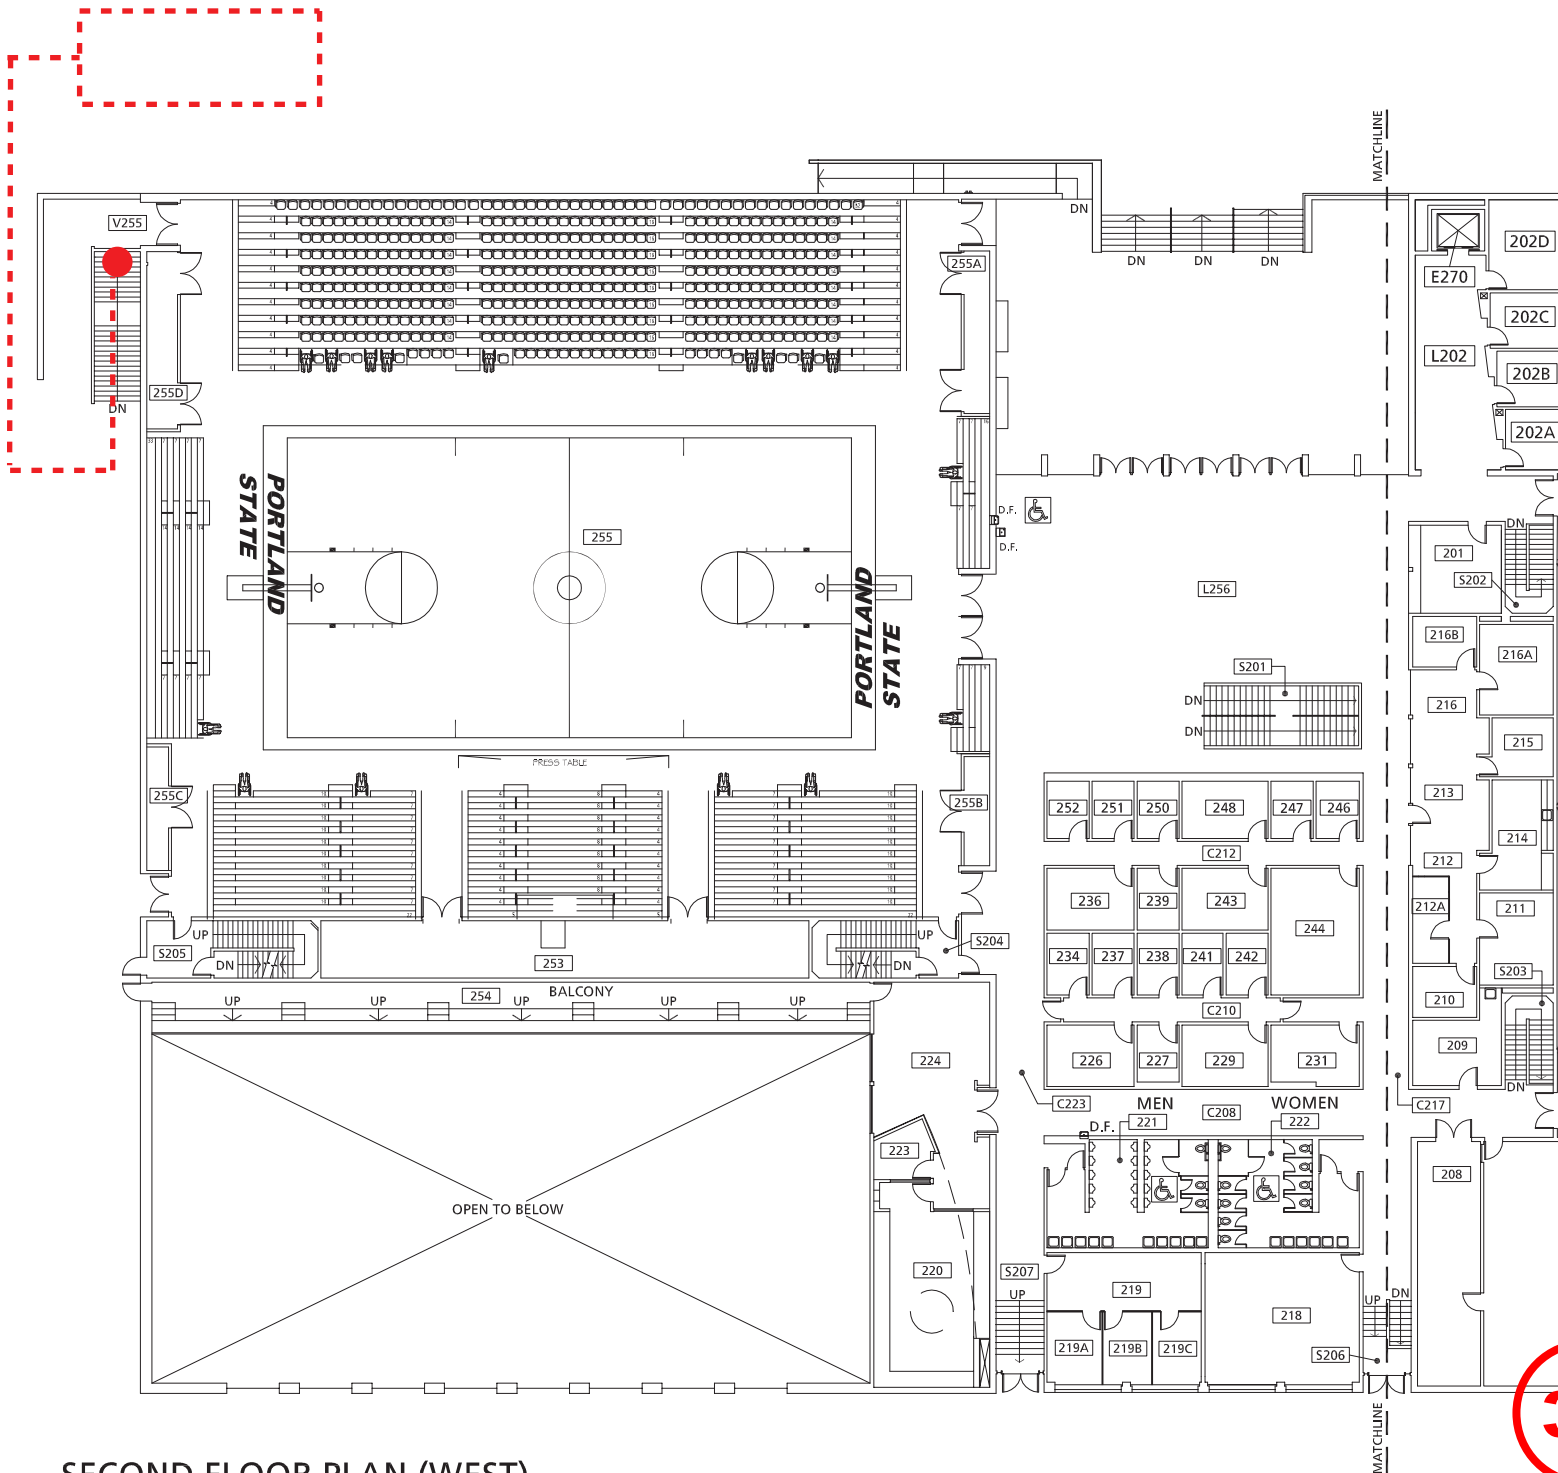 MATCHLINE
V255
DN
DN
DN
DN
202D
255A
E270
202C
L202
202B
255D
DN
202A
PORTLAND
STATE
D.F.
D.F.
DN
255
201
S202
L256
PORTLAND
STATE
216B
216A
S201
DN
216
DN
215
PRESS TABLE
255C
255B
252
251
250
248
247
246
213
214
C212
212
236
239
243
244
212A
211
UP
UP
S205
DN
253
DN
S204
234
237
238
241
242
S203
254
BALCONY
UP
UP
UP
UP
UP
210
C210
224
226
227
229
231
209
DN
C223
MEN
C208
WOMEN
C217
D.F.
221
222
223
208
OPEN TO BELOW
220
S207
UP
219
218
UP
DN
219A
219B
219C
S206
MATCHLINE
SECOND FLOOR PLAN (WEST)